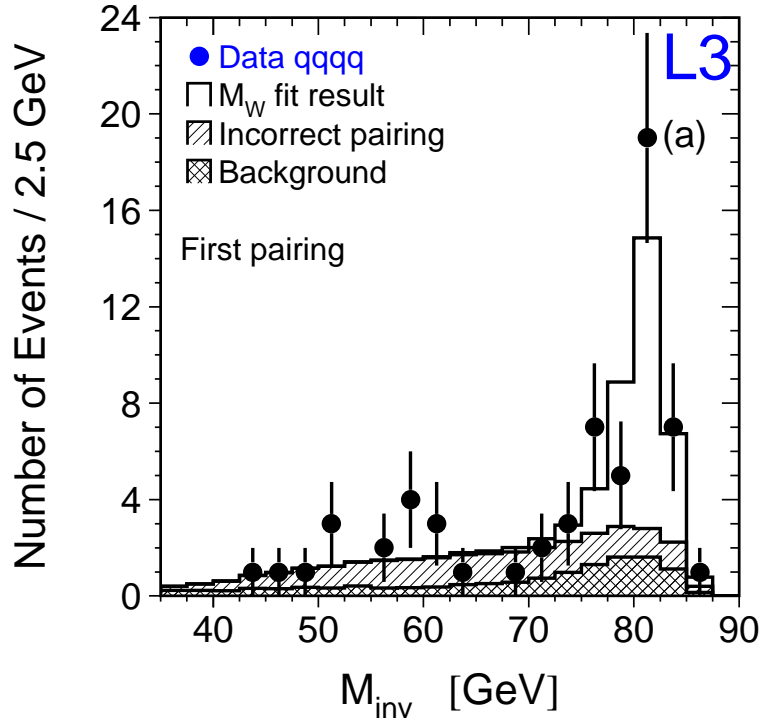 24
20
16
12
8
4
0
Number of Events / 2.5 GeV
Data qqqq
M_W fit result
Incorrect pairing
Background
First pairing
L3
(a)
40 50 60 70 80 90
M_inv [GeV]